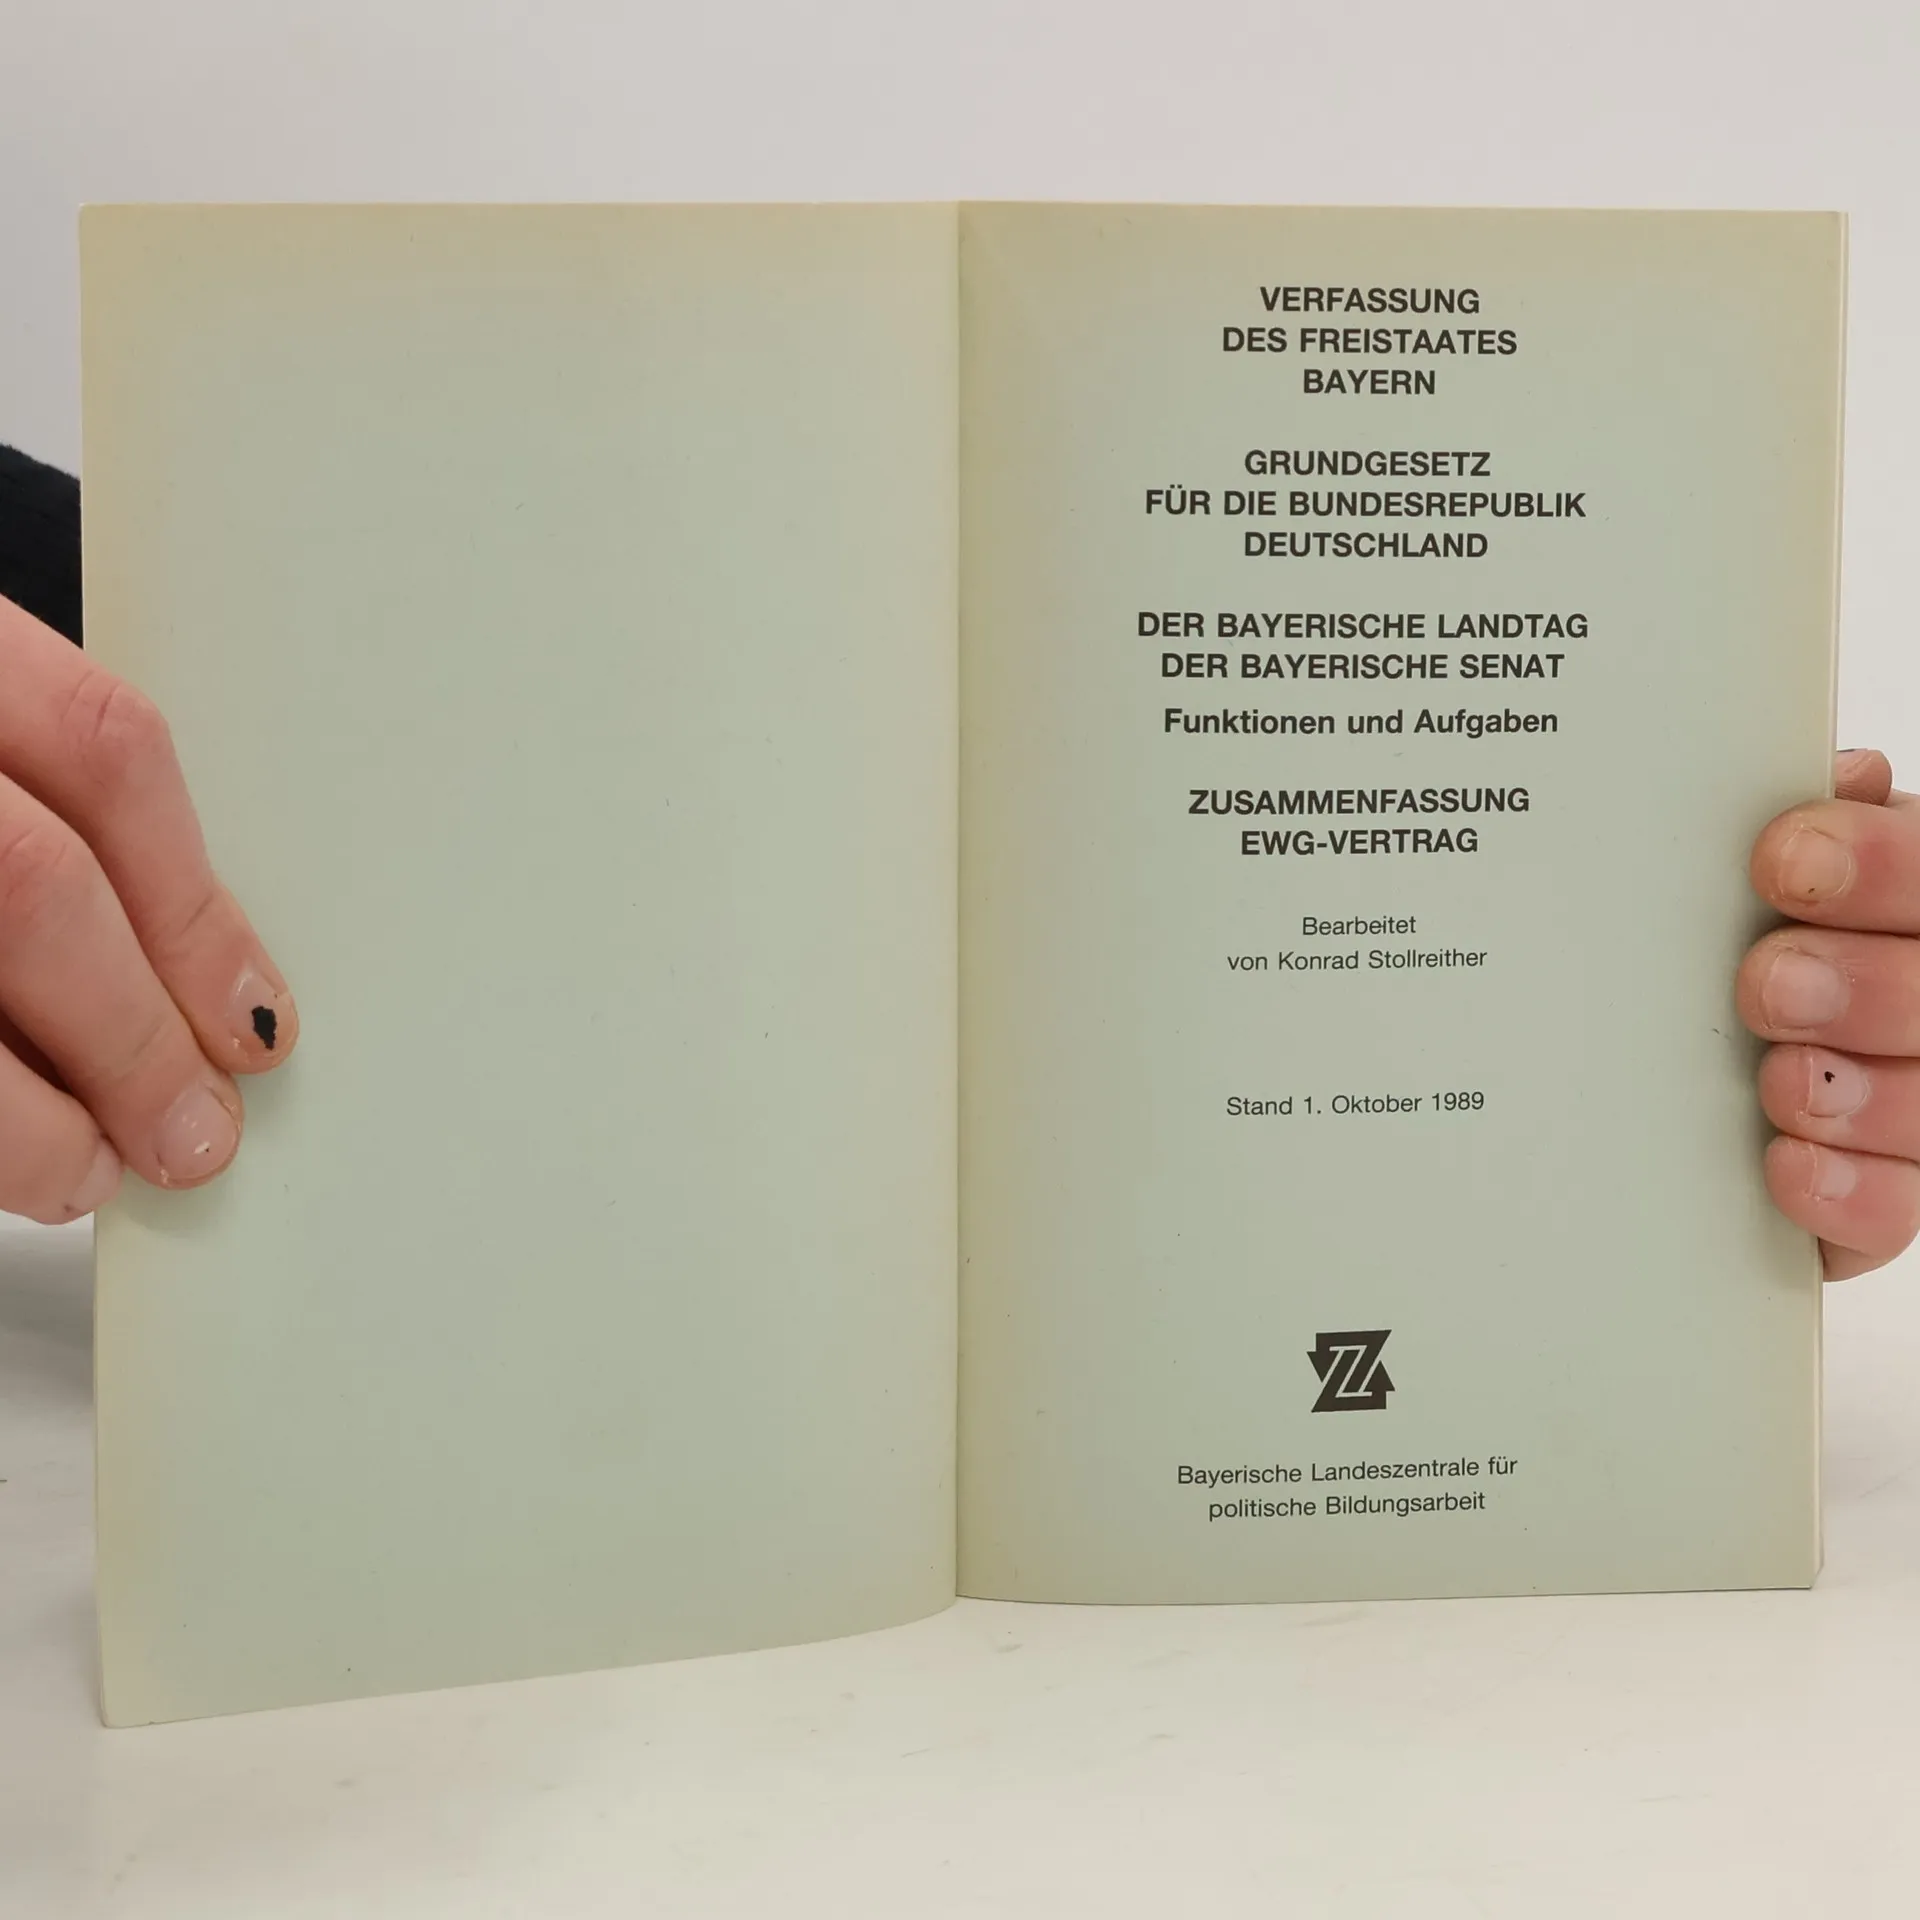 VERFASSUNG
DES FREISTAATES
BAYERN
GRUNDGESETZ
FÜR DIE BUNDESREPUBLIK
DEUTSCHLAND
DER BAYERISCHE LANDTAG
DER BAYERISCHE SENAT
Funktionen und Aufgaben
ZUSAMMENFASSUNG
EWG-VERTRAG
Bearbeitet
von Konrad Stollreither
Stand 1. Oktober 1989
Z
Bayerische Landeszentrale für
politische Bildungsarbeit